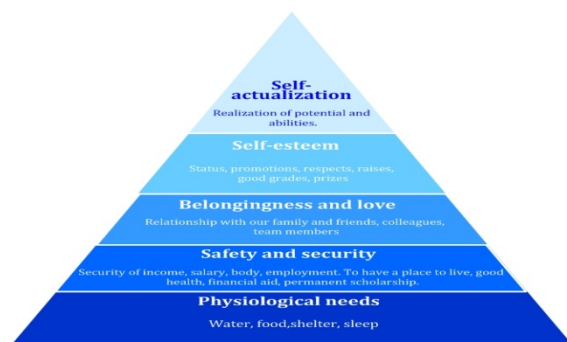 Self-
actualization
Realization of potential and
abilities.
Self-esteem
Status, promotions, respects, raises,
good grades, prizes
Belongingness and love
Relationship with our family and friends, colleagues,
team members
Safety and security
Security of income, salary, body, employment. To have a place to live, good
health, financial aid, permanent scholarship.
Physiological needs
Water, food,shelter, sleep